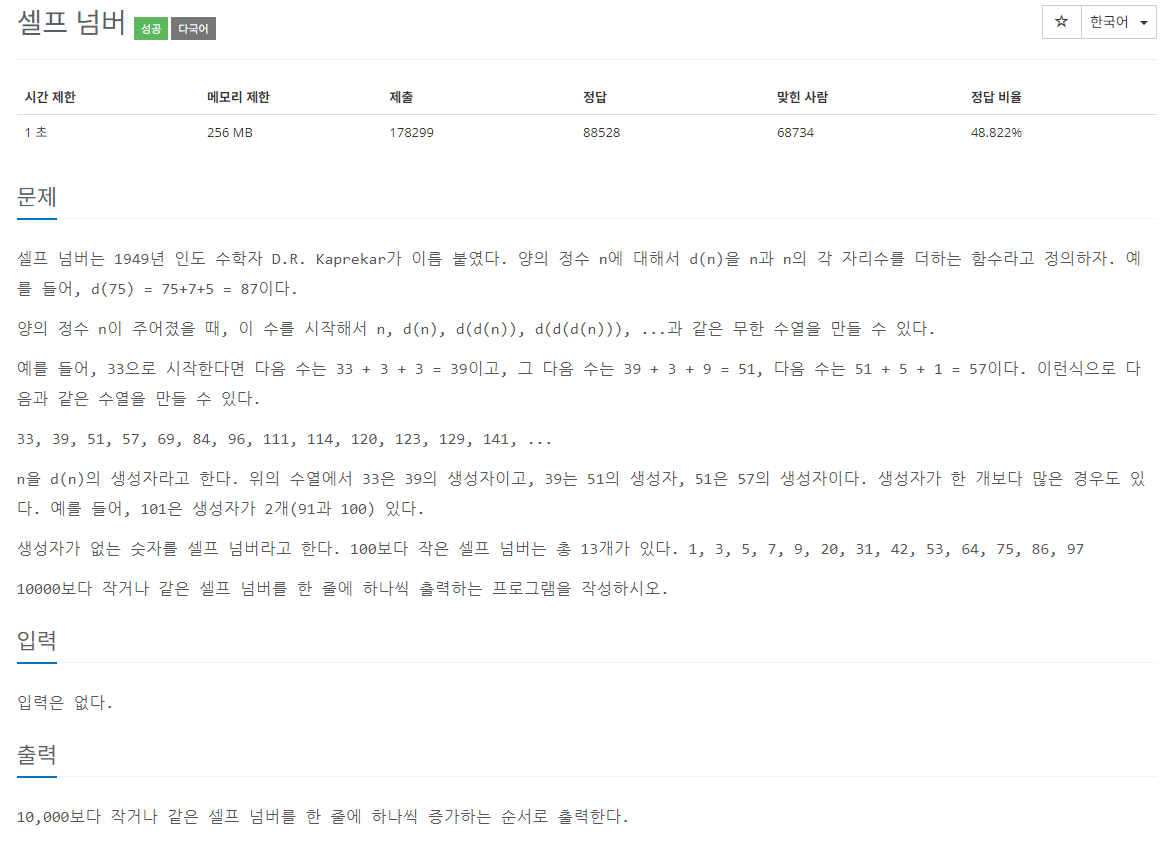 셀프 넘버 성공 다국어 ☆ 한국어
시간 제한 메모리 제한 제출 정답 맞힌 사람 정답 비율
1 초 256 MB 178299 88528 68734 48.822%
문제
셀프 넘버는 1949년 인도 수학자 D.R. Kaprekar가 이름 붙였다. 양의 정수 n에 대해서 d(n)을 n과 n의 각 자리수를 더하는 함수라고 정의하자. 예
를 들어, d(75) = 75+7+5 = 87이다.
양의 정수 n이 주어졌을 때, 이 수를 시작해서 n, d(n), d(d(n)), d(d(d(n))), ...과 같은 무한 수열을 만들 수 있다.
예를 들어, 33으로 시작한다면 다음 수는 33 + 3 + 3 = 39이고, 그 다음 수는 39 + 3 + 9 = 51, 다음 수는 51 + 5 + 1 = 57이다. 이런식으로 다
음과 같은 수열을 만들 수 있다.
33, 39, 51, 57, 69, 84, 96, 111, 114, 120, 123, 129, 141, ...
n을 d(n)의 생성자라고 한다. 위의 수열에서 33은 39의 생성자이고, 39는 51의 생성자, 51은 57의 생성자이다. 생성자가 한 개보다 많은 경우도 있
다. 예를 들어, 101은 생성자가 2개(91과 100) 있다.
생성자가 없는 숫자를 셀프 넘버라고 한다. 100보다 작은 셀프 넘버는 총 13개가 있다. 1, 3, 5, 7, 9, 20, 31, 42, 53, 64, 75, 86, 97
10000보다 작거나 같은 셀프 넘버를 한 줄에 하나씩 출력하는 프로그램을 작성하시오.
입력
입력은 없다.
출력
10,000보다 작거나 같은 셀프 넘버를 한 줄에 하나씩 증가하는 순서로 출력한다.